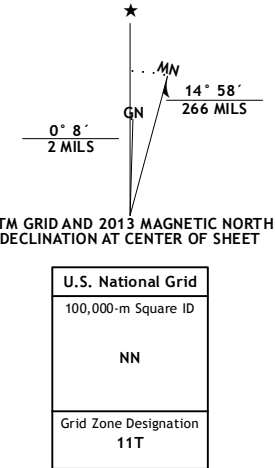 ★
MN
GN
14° 58´
266 MILS
0° 8´
2 MILS
TM GRID AND 2013 MAGNETIC NORTH
DECLINATION AT CENTER OF SHEET
U.S. National Grid
100,000-m Square ID
NN
Grid Zone Designation
11T